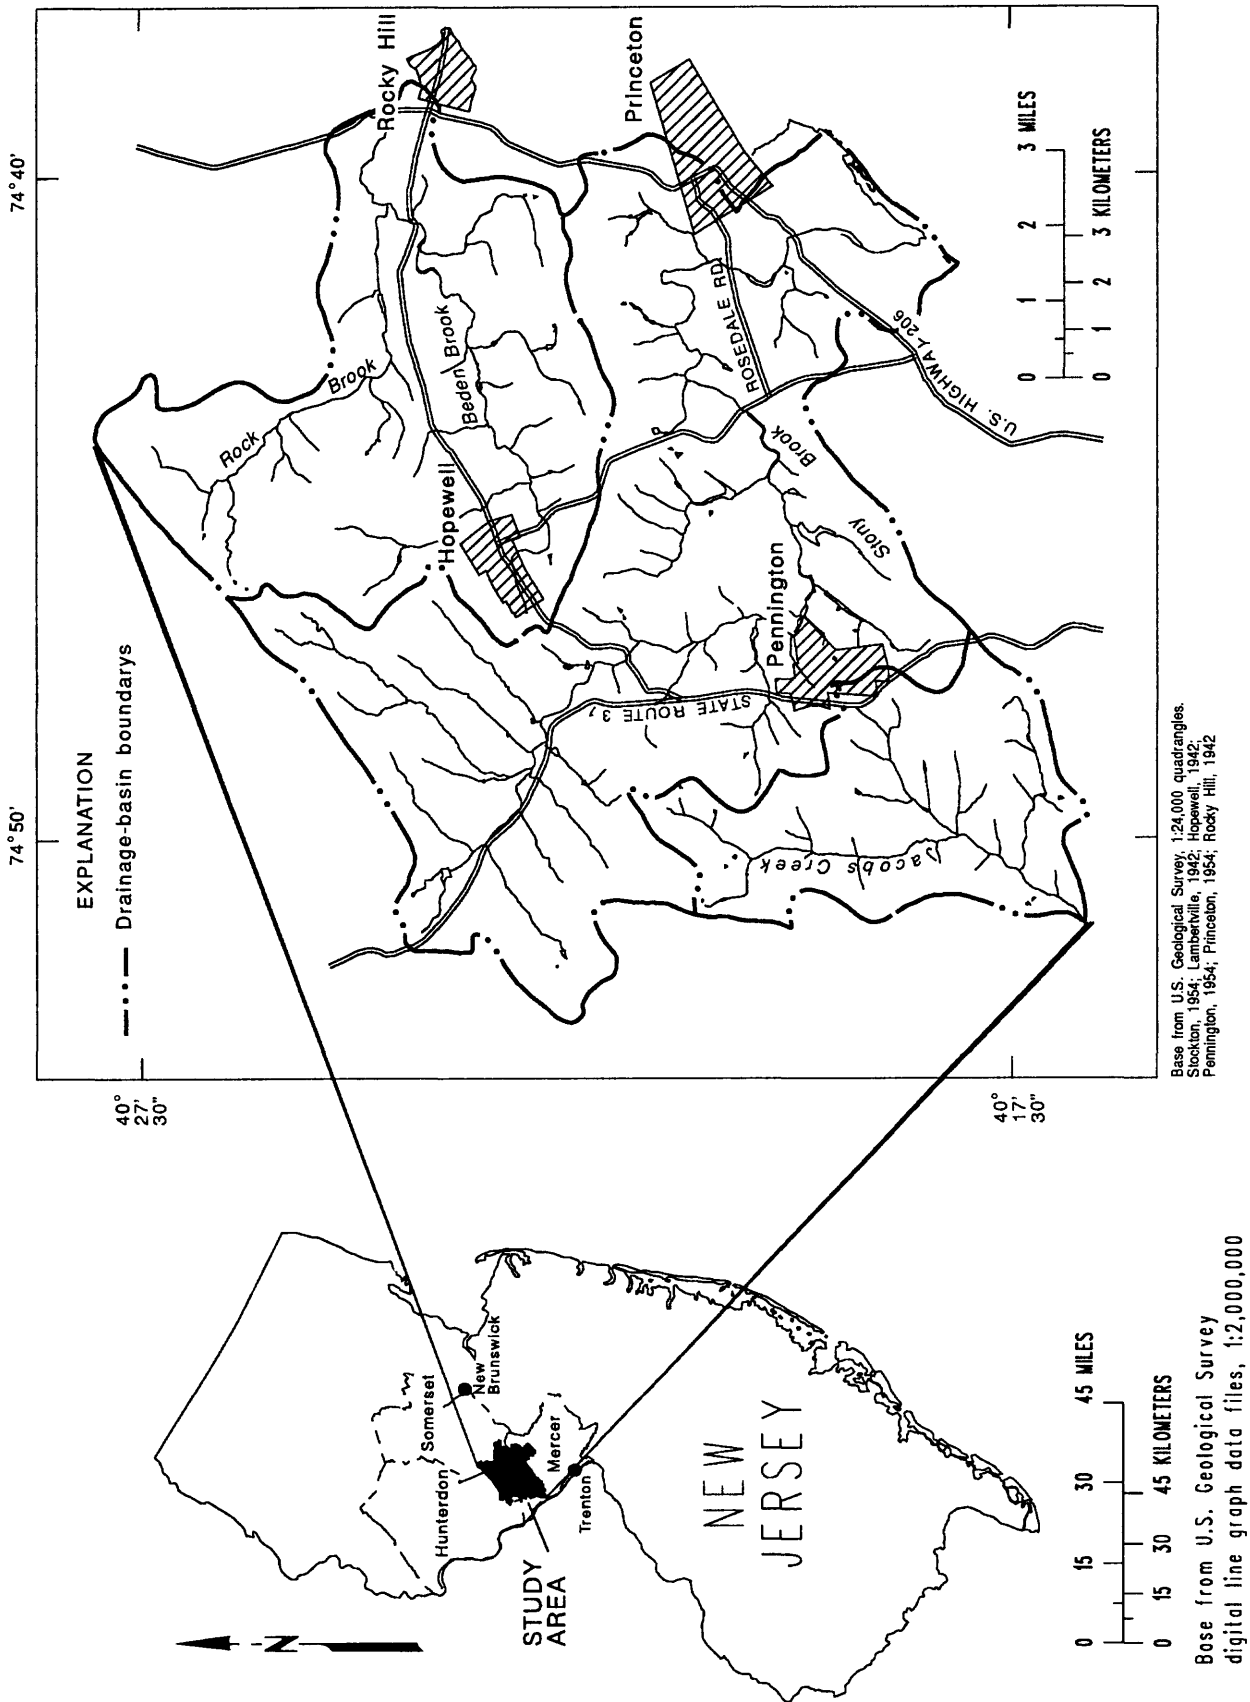 74°50'
74°40'
EXPLANATION
Drainage-basin boundarys
40°
27'
30"
40°
17'
30"
Rocky Hill
Princeton
Rock
Brook
Beden Brook
Hopewell
ROSEDALE RD
U.S. HIGHWAY 206
Stony
Brook
Pennington
STATE ROUTE 31
Jacobs Creek
0 1 2 3 MILES
0 1 2 3 KILOMETERS
Base from U.S. Geological Survey, 1:24,000 quadrangles.
Stockton, 1954; Lambertville, 1942; Hopewell, 1942;
Pennington, 1954; Princeton, 1954; Rocky Hill, 1942
N
Somerset
Hunterdon
New
Brunswick
Mercer
Trenton
STUDY
AREA
NEW
JERSEY
0 15 30 45 MILES
0 15 30 45 KILOMETERS
Base from U.S. Geological Survey
digital line graph data files, 1:2,000,000